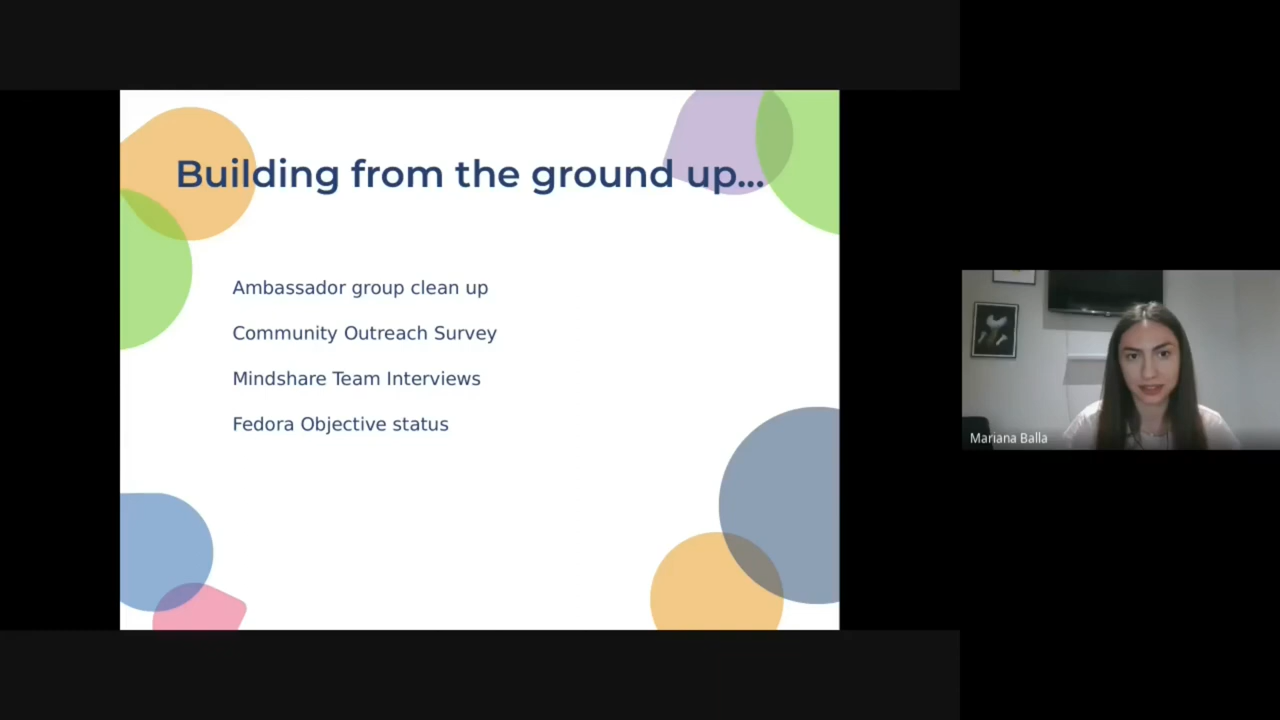 Building from the ground up...
Ambassador group clean up
Community Outreach Survey
Mindshare Team Interviews
Fedora Objective status
Mariana Balla